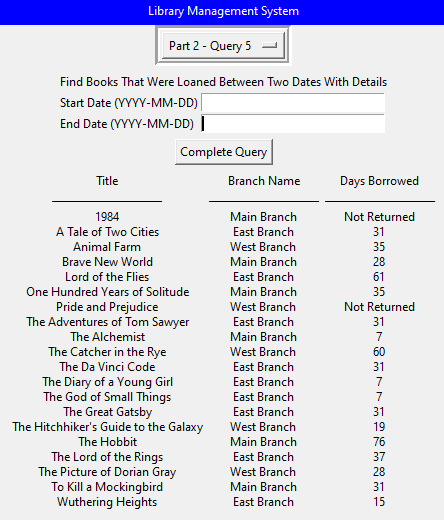 Library Management System
Part 2 - Query 5
Find Books That Were Loaned Between Two Dates With Details
Start Date (YYYY-MM-DD)
End Date (YYYY-MM-DD)
Complete Query
Title Branch Name Days Borrowed
1984 Main Branch Not Returned
A Tale of Two Cities East Branch 31
Animal Farm West Branch 35
Brave New World Main Branch 28
Lord of the Flies East Branch 61
One Hundred Years of Solitude Main Branch 35
Pride and Prejudice West Branch Not Returned
The Adventures of Tom Sawyer East Branch 31
The Alchemist Main Branch 7
The Catcher in the Rye West Branch 60
The Da Vinci Code East Branch 31
The Diary of a Young Girl East Branch 7
The God of Small Things East Branch 7
The Great Gatsby East Branch 31
The Hitchhiker's Guide to the Galaxy West Branch 19
The Hobbit Main Branch 76
The Lord of the Rings East Branch 37
The Picture of Dorian Gray West Branch 28
To Kill a Mockingbird Main Branch 31
Wuthering Heights East Branch 15